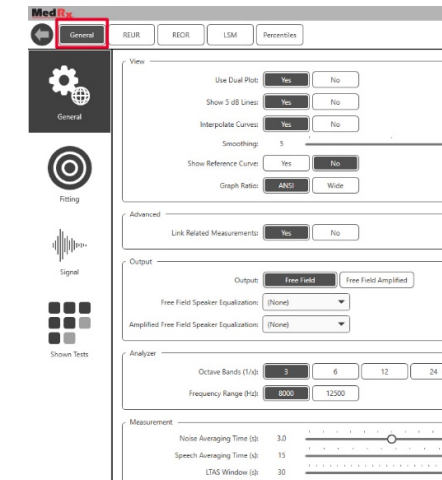 MedRx
General REUR REOR LSM Percentiles
View
General
Use Dual Plot: Yes No
Show 5 dB Lines: Yes No
Interpolate Curves: Yes No
Smoothing: 5
Show Reference Curve: Yes No
Graph Ratio: ANSI Wide
Fitting
Advanced
Link Related Measurements: Yes No
Signal
Output
Output: Free Field Free Field Amplified
Free Field Speaker Equalization: (None)
Amplified Free Field Speaker Equalization: (None)
Shown Tests
Analyzer
Octave Bands (1/x): 3 6 12 24
Frequency Range (Hz): 8000 12500
Measurement
Noise Averaging Time (s): 3.0
Speech Averaging Time (s): 15
LTAS Window (s): 30